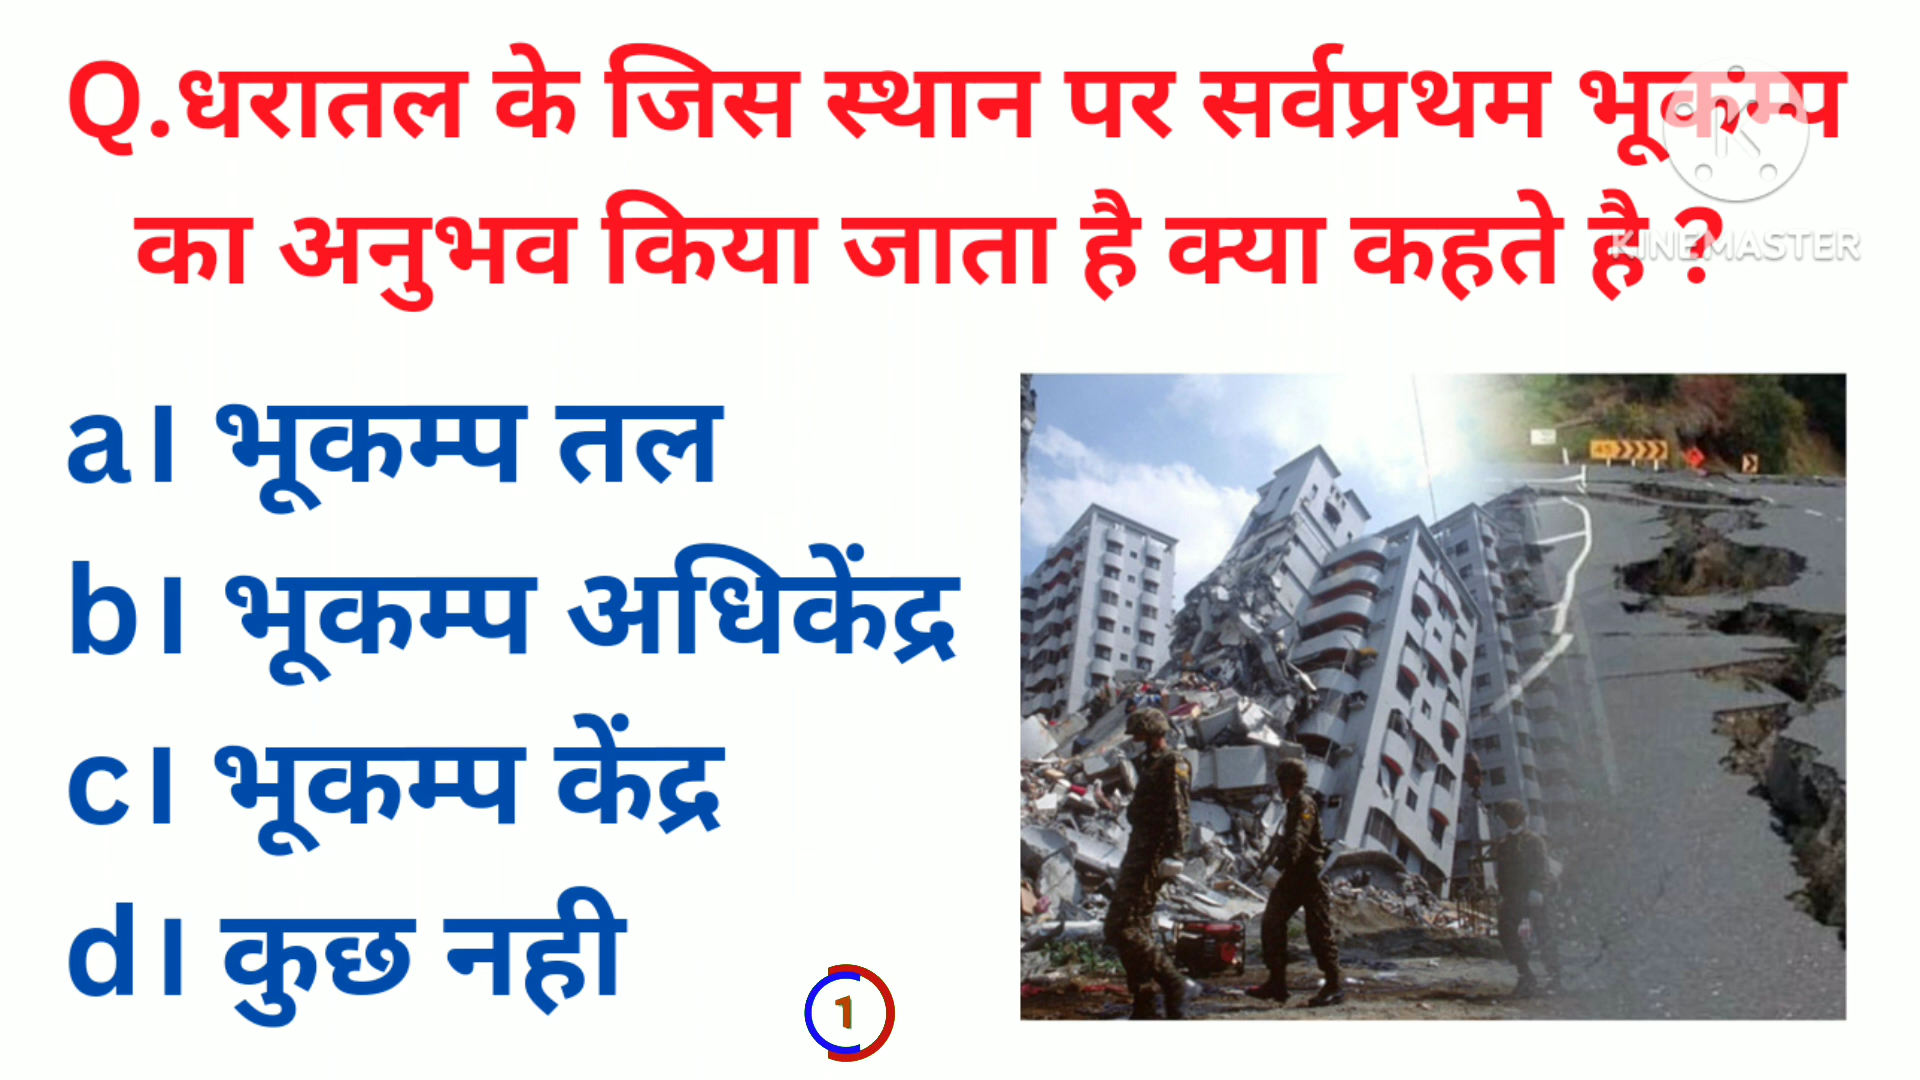 Q.धरातल के जिस स्थान पर सर्वप्रथम भूकम्प
का अनुभव किया जाता है क्या कहते है ?
KINEMASTER
a। भूकम्प तल
b। भूकम्प अधिकेंद्र
c। भूकम्प केंद्र
d। कुछ नही
1